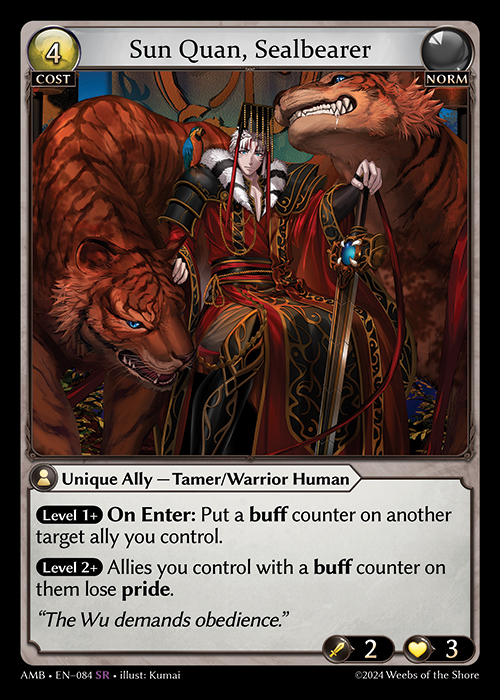 4
Sun Quan, Sealbearer
COST
NORM
Unique Ally — Tamer/Warrior Human
Level 1+ On Enter: Put a buff counter on another
target ally you control.
Level 2+ Allies you control with a buff counter on
them lose pride.
“The Wu demands obedience.”
2
3
AMB • EN–084 SR • illust: Kumai
©2024 Weebs of the Shore